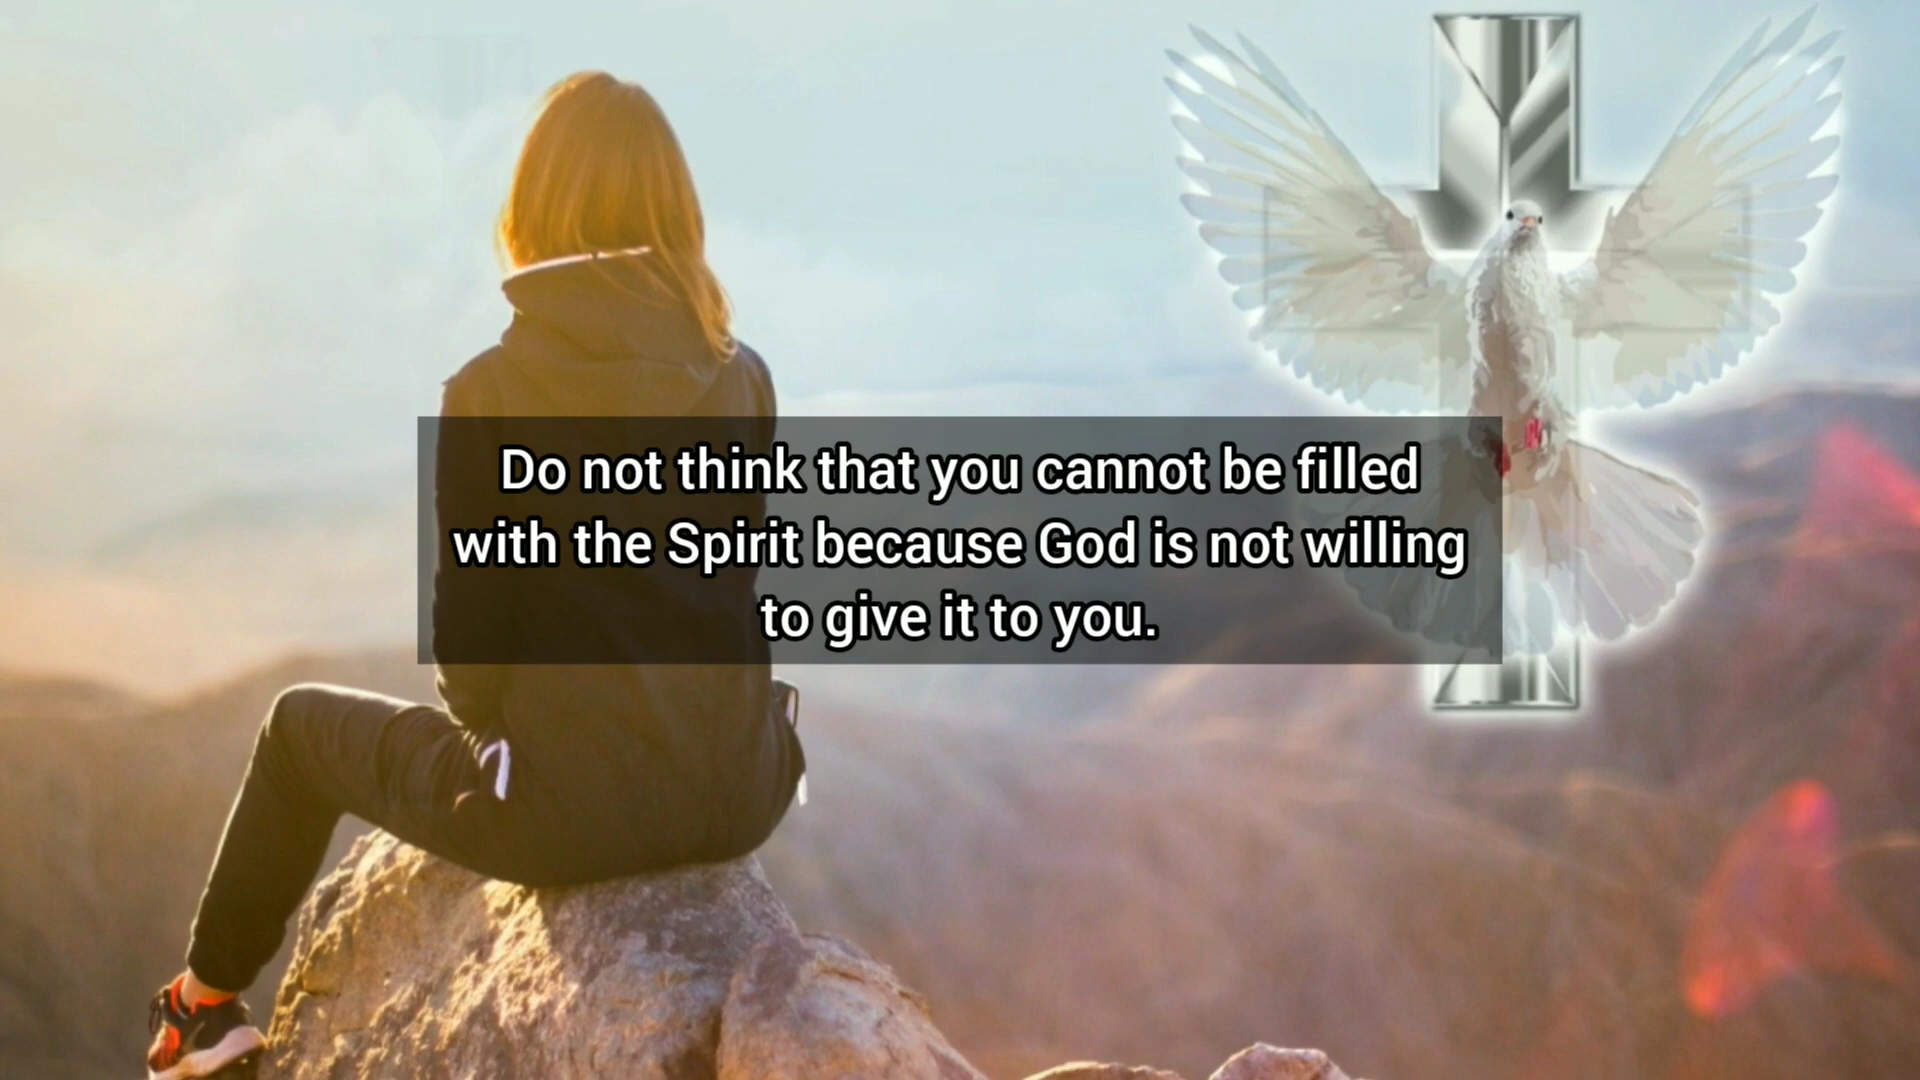 Do not think that you cannot be filled
with the Spirit because God is not willing
to give it to you.